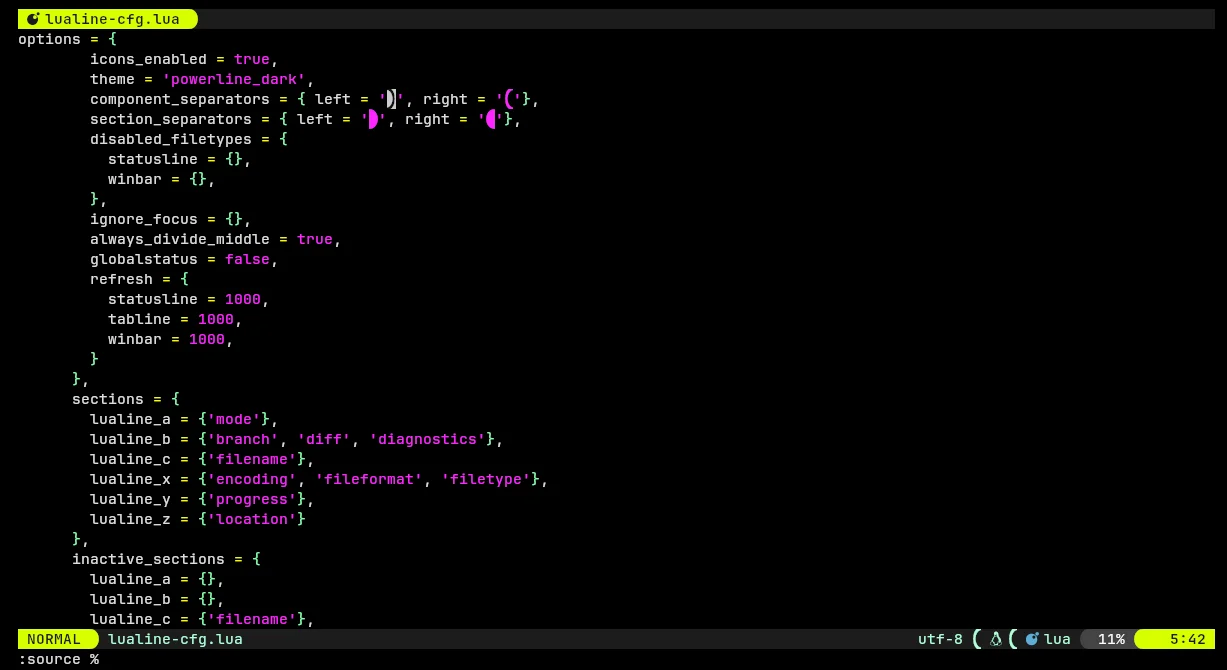 lualine-cfg.lua
options = {
        icons_enabled = true,
        theme = 'powerline_dark',
        component_separators = { left = '', right = ''},
        section_separators = { left = '', right = ''},
        disabled_filetypes = {
          statusline = {},
          winbar = {},
        },
        ignore_focus = {},
        always_divide_middle = true,
        globalstatus = false,
        refresh = {
          statusline = 1000,
          tabline = 1000,
          winbar = 1000,
        }
      },
      sections = {
        lualine_a = {'mode'},
        lualine_b = {'branch', 'diff', 'diagnostics'},
        lualine_c = {'filename'},
        lualine_x = {'encoding', 'fileformat', 'filetype'},
        lualine_y = {'progress'},
        lualine_z = {'location'}
      },
      inactive_sections = {
        lualine_a = {},
        lualine_b = {},
        lualine_c = {'filename'},
NORMAL lualine-cfg.lua utf-8  lua 11% 5:42
:source %